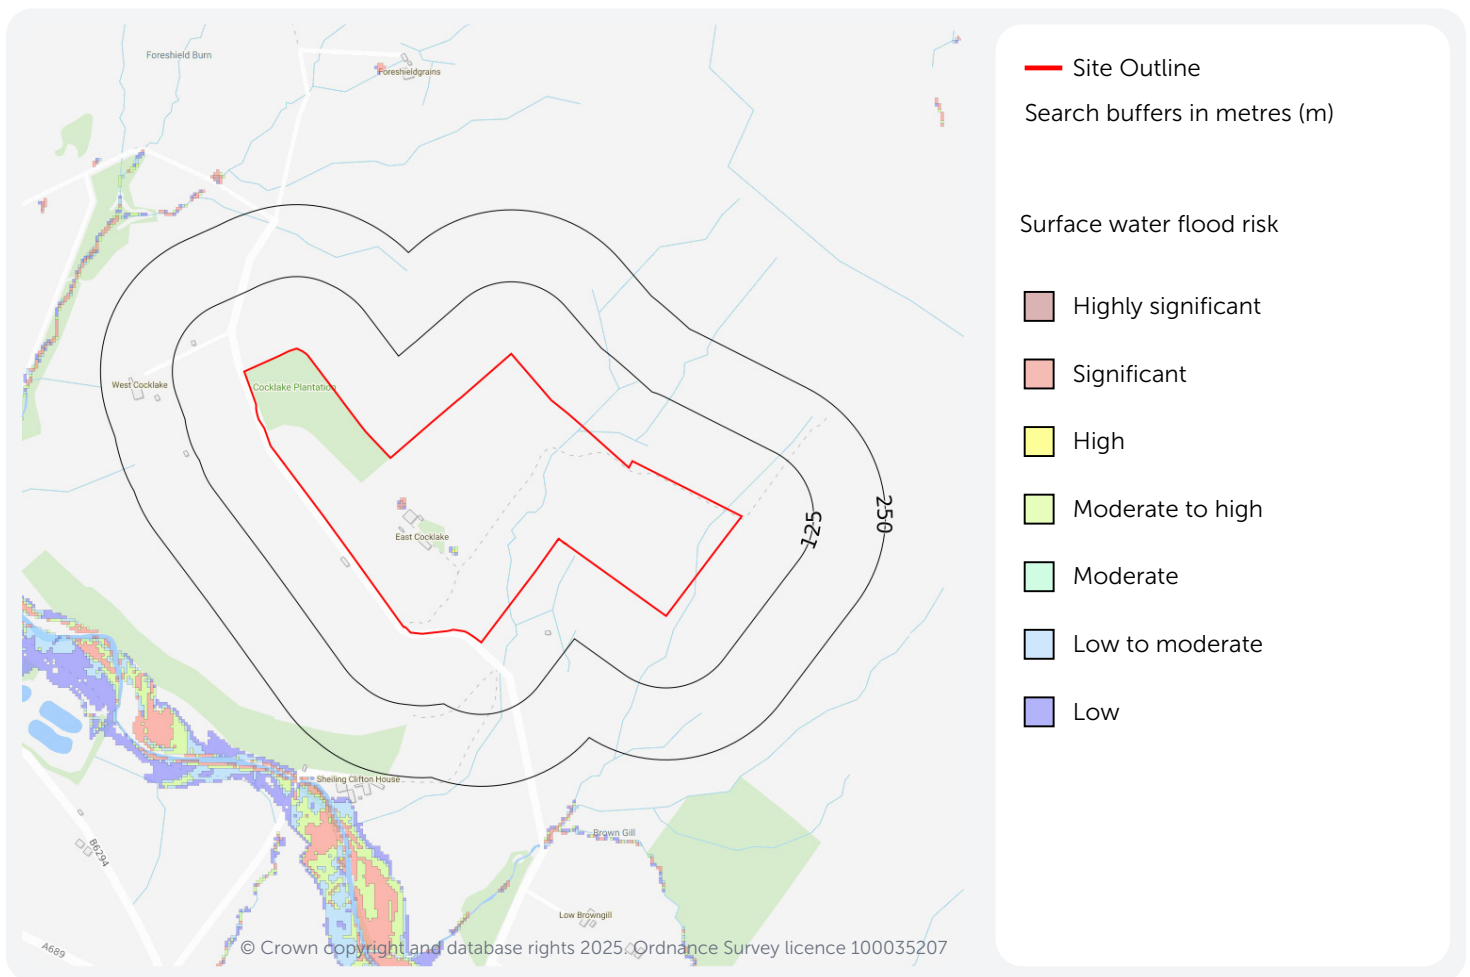 Foreshield Burn
Foreshieldgrains
West Cocklake
Cocklake Plantation
East Cocklake
125
250
Sheiling Clifton House
Brown Gill
B6294
Low Browngill
A689
© Crown copyright and database rights 2025. Ordnance Survey licence 100035207
Site Outline
Search buffers in metres (m)
Surface water flood risk
Highly significant
Significant
High
Moderate to high
Moderate
Low to moderate
Low